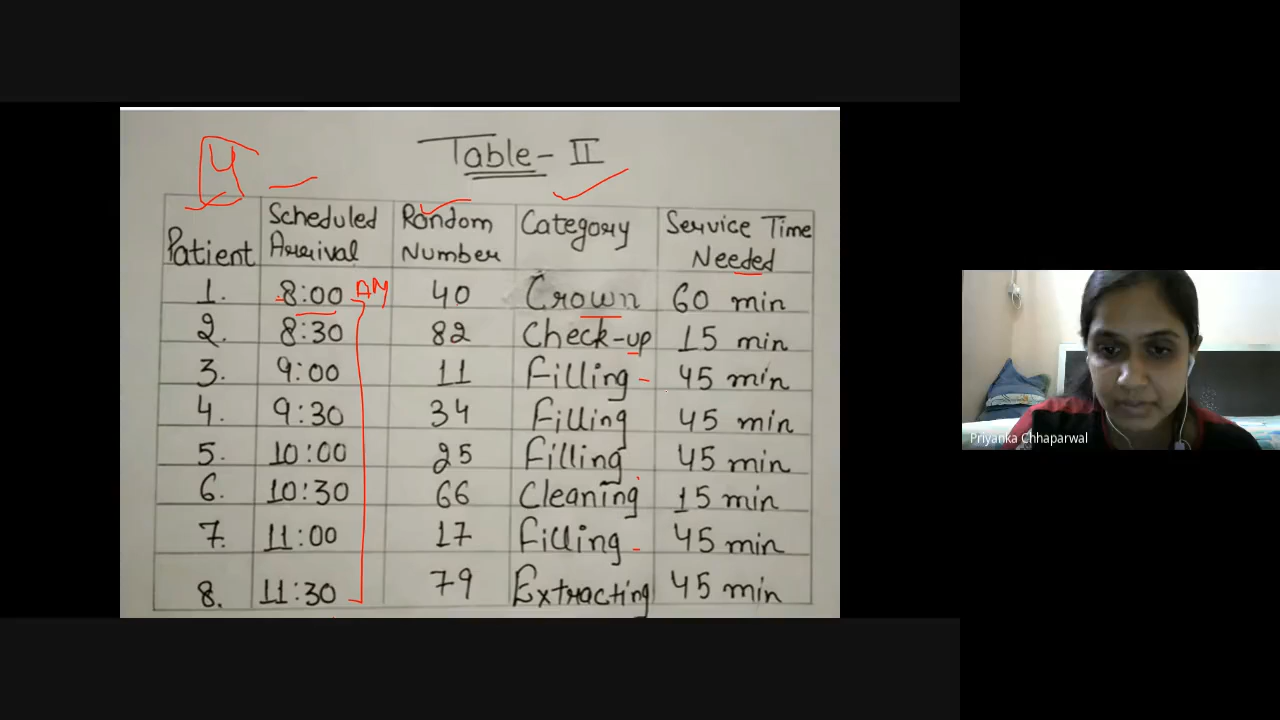 4
Table - II
Patient Scheduled Arrival Random Number Category Service Time Needed
1. 8:00 AM 40 Crown 60 min
2. 8:30 82 Check-up 15 min
3. 9:00 11 Filling 45 min
4. 9:30 34 Filling 45 min
5. 10:00 25 Filling 45 min
6. 10:30 66 Cleaning 15 min
7. 11:00 17 Filling 45 min
8. 11:30 79 Extracting 45 min
Priyanka Chhaparwal